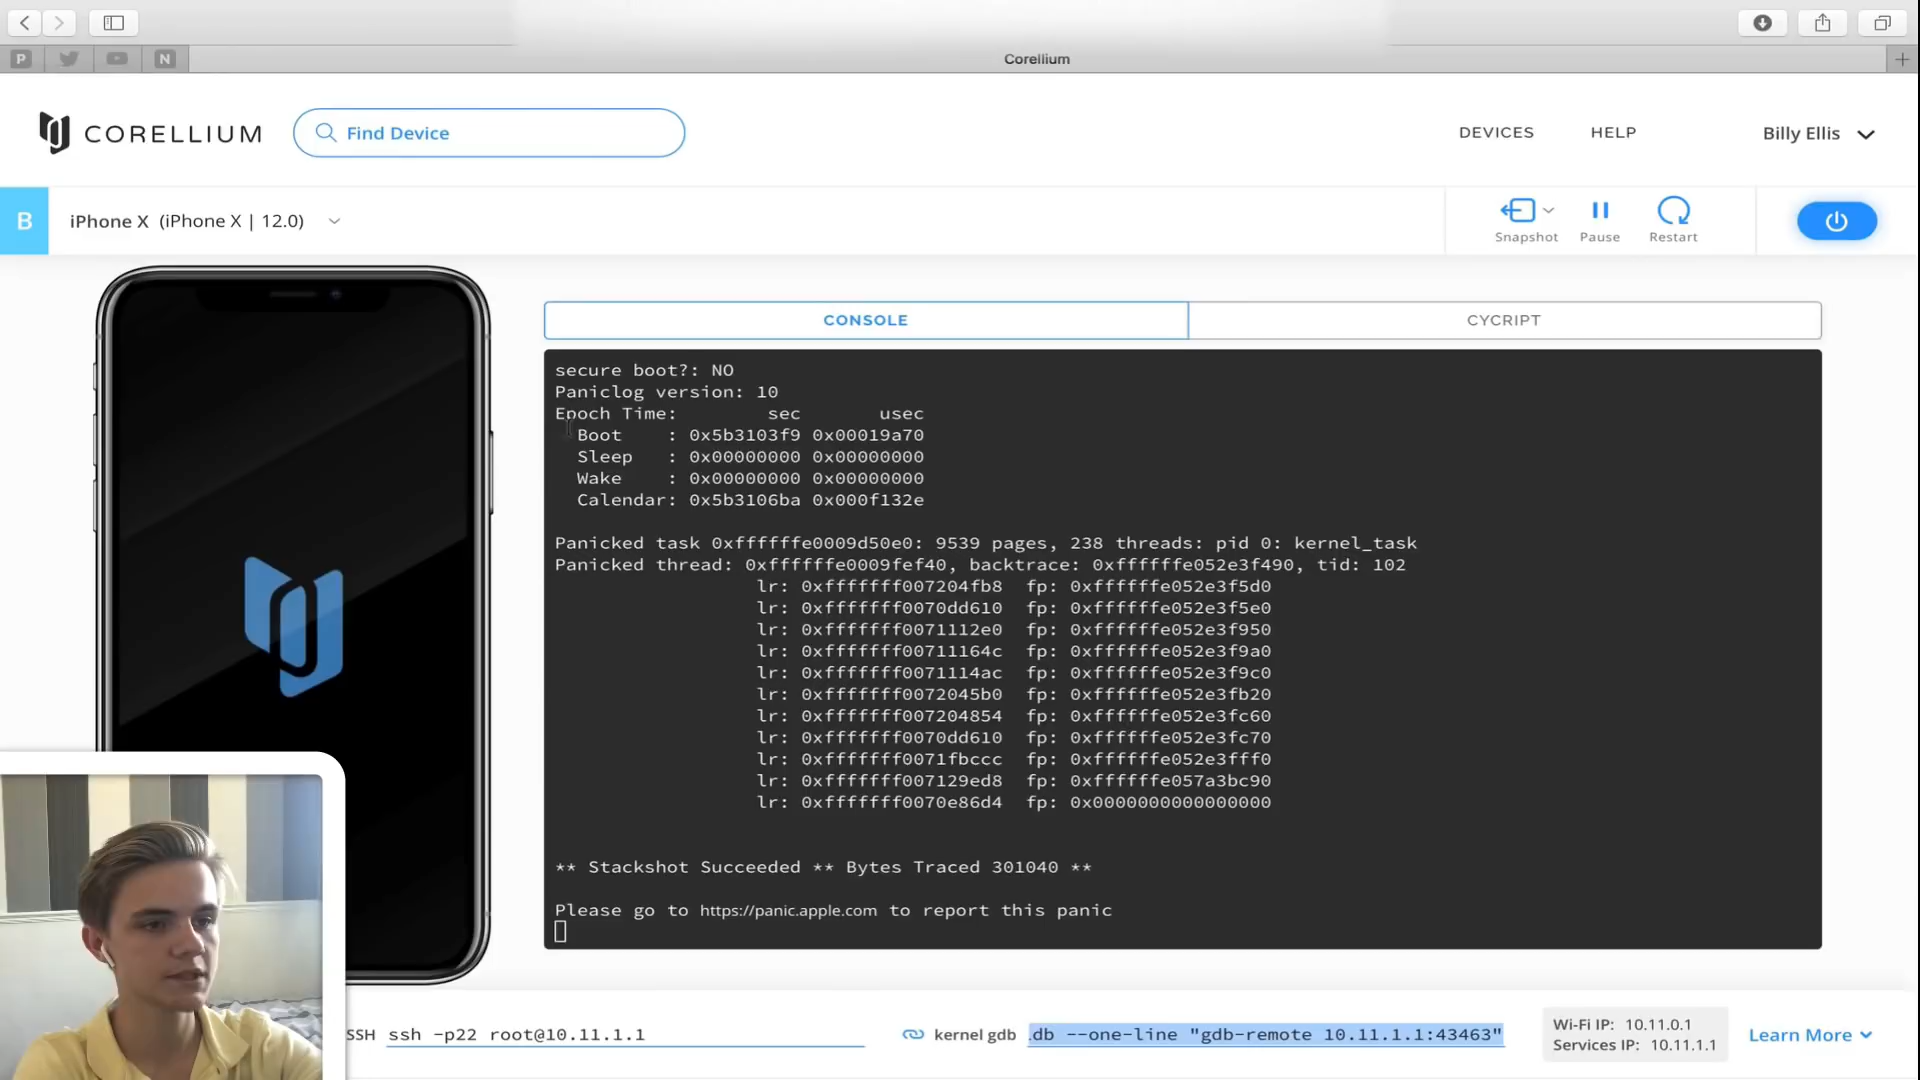 P N Corellium
CORELLIUM Find Device DEVICES HELP Billy Ellis
B iPhone X (iPhone X | 12.0) Snapshot Pause Restart
CONSOLE CYCRIPT
secure boot?: NO
Paniclog version: 10
Epoch Time:        sec       usec
  Boot    : 0x5b3103f9 0x00019a70
  Sleep   : 0x00000000 0x00000000
  Wake    : 0x00000000 0x00000000
  Calendar: 0x5b3106ba 0x000f132e
Panicked task 0xffffffe0009d50e0: 9539 pages, 238 threads: pid 0: kernel_task
Panicked thread: 0xffffffe0009fef40, backtrace: 0xffffffe052e3f490, tid: 102
lr: 0xfffffff007204fb8  fp: 0xffffffe052e3f5d0
lr: 0xfffffff0070dd610  fp: 0xffffffe052e3f5e0
lr: 0xfffffff0071112e0  fp: 0xffffffe052e3f950
lr: 0xfffffff00711164c  fp: 0xffffffe052e3f9a0
lr: 0xfffffff0071114ac  fp: 0xffffffe052e3f9c0
lr: 0xfffffff0072045b0  fp: 0xffffffe052e3fb20
lr: 0xfffffff007204854  fp: 0xffffffe052e3fc60
lr: 0xfffffff0070dd610  fp: 0xffffffe052e3fc70
lr: 0xfffffff0071fbccc  fp: 0xffffffe052e3fff0
lr: 0xfffffff007129ed8  fp: 0xffffffe057a3bc90
lr: 0xfffffff0070e86d4  fp: 0x0000000000000000
** Stackshot Succeeded ** Bytes Traced 301040 **
Please go to https://panic.apple.com to report this panic
SSH ssh -p22 root@10.11.1.1 kernel gdb db --one-line "gdb-remote 10.11.1.1:43463"
Wi-Fi IP: 10.11.0.1
Services IP: 10.11.1.1
Learn More